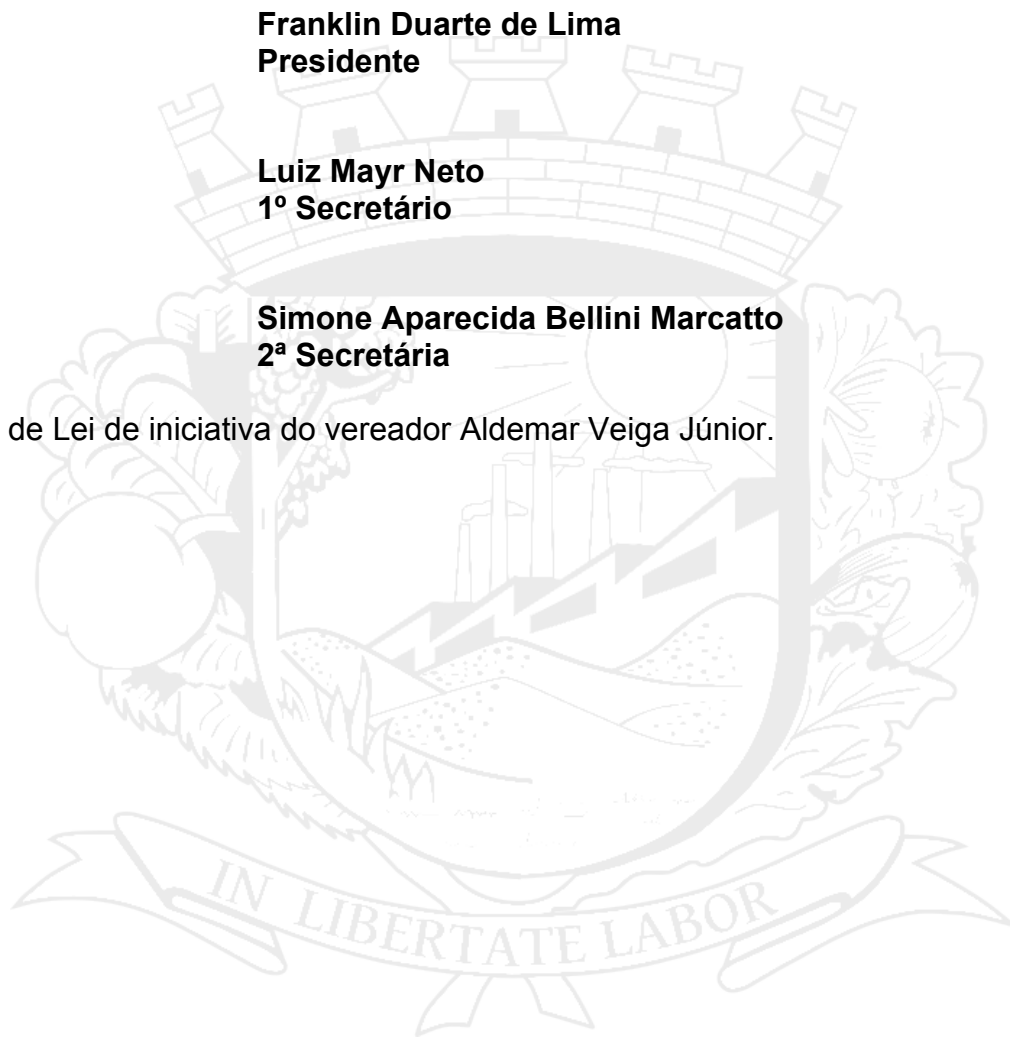 Franklin Duarte de Lima
Presidente
Luiz Mayr Neto
1º Secretário
Simone Aparecida Bellini Marcatto
2ª Secretária
de Lei de iniciativa do vereador Aldemar Veiga Júnior.
IN LIBERTATE LABOR